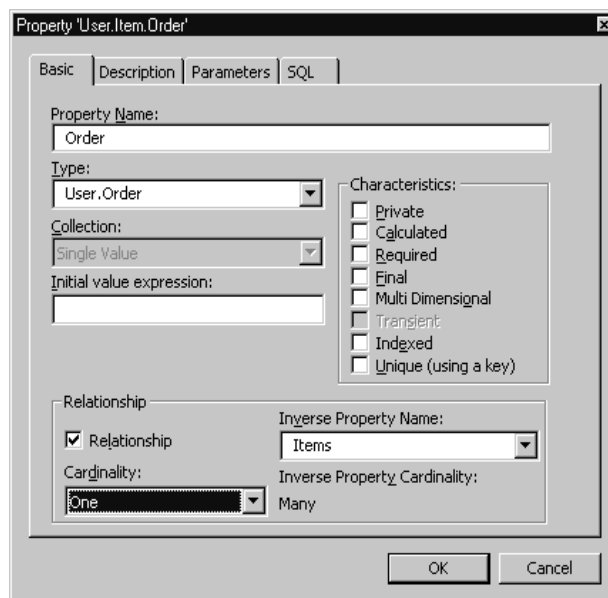 Property 'User.Item.Order'
Basic Description Parameters SQL
Property Name:
Order
Type:
User.Order
Collection:
Single Value
Initial value expression:
Characteristics:
Private
Calculated
Required
Final
Multi Dimensional
Transient
Indexed
Unique (using a key)
Relationship
Relationship
Cardinality:
One
Inverse Property Name:
Items
Inverse Property Cardinality:
Many
OK Cancel